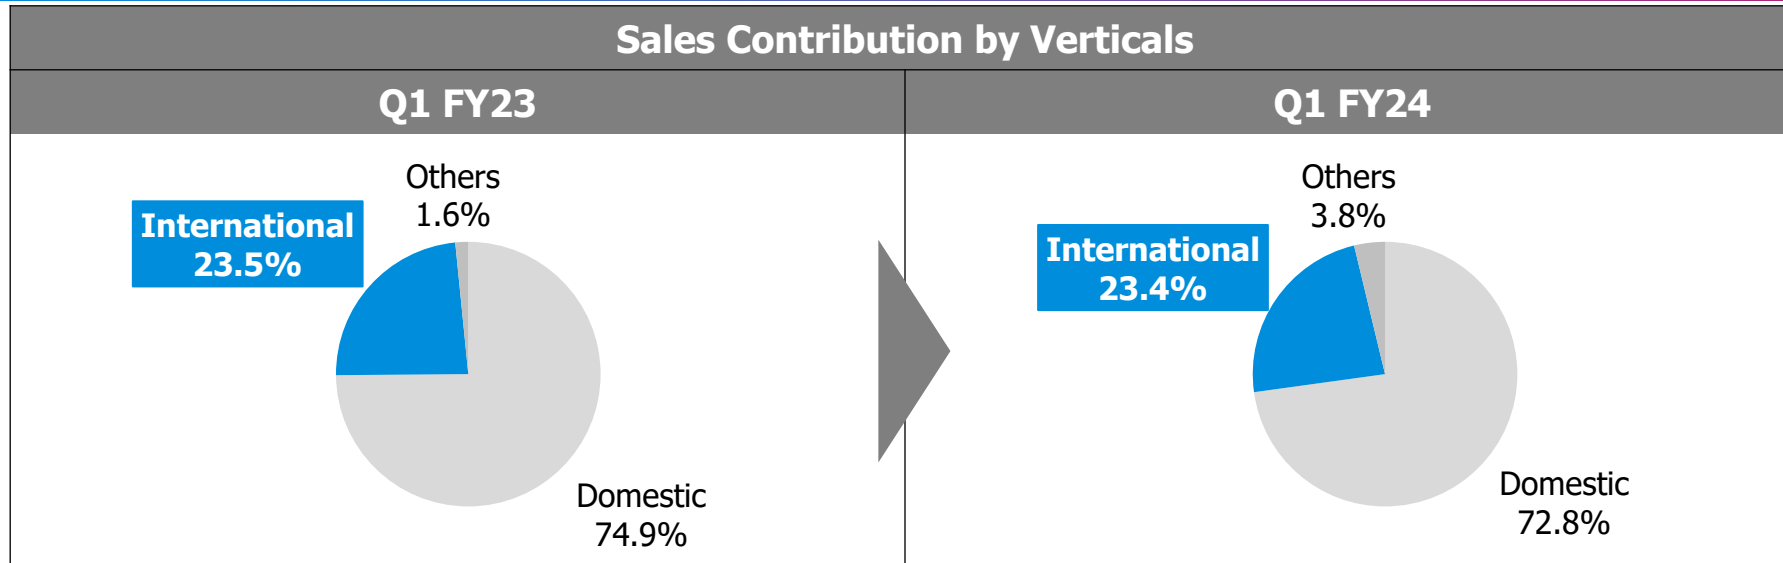 Sales Contribution by Verticals
Q1 FY23
Q1 FY24
Others
1.6%
International
23.5%
Domestic
74.9%
Others
3.8%
International
23.4%
Domestic
72.8%